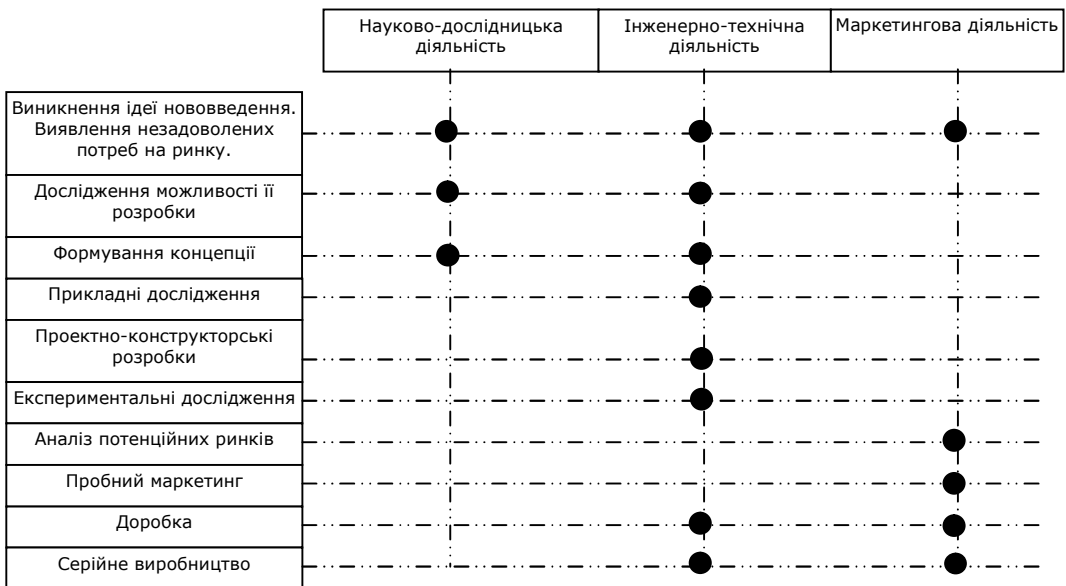 Науково-дослідницька
діяльність
Інженерно-технічна
діяльність
Маркетингова діяльність
Виникнення ідеї нововведення.
Виявлення незадоволених
потреб на ринку.
Дослідження можливості її
розробки
Формування концепції
Прикладні дослідження
Проектно-конструкторські
розробки
Експериментальні дослідження
Аналіз потенційних ринків
Пробний маркетинг
Доробка
Серійне виробництво